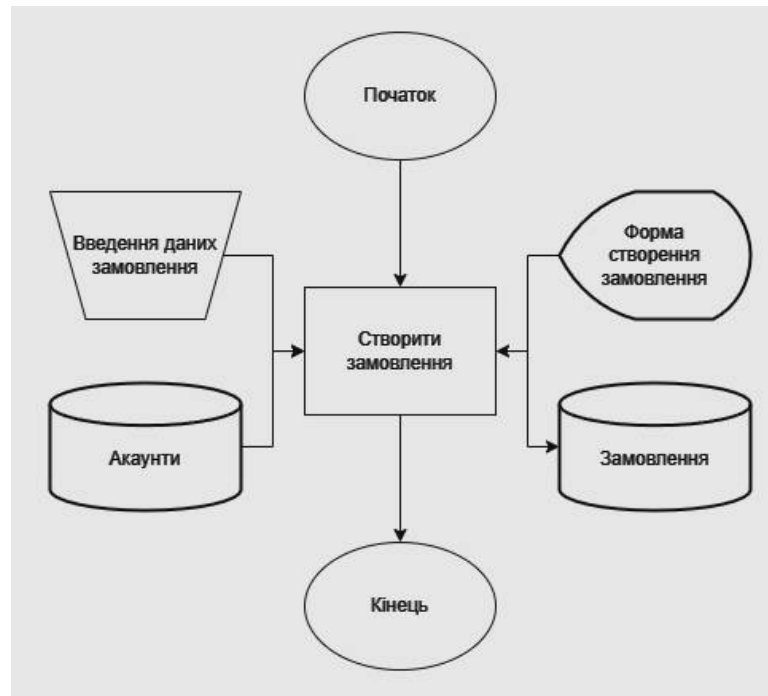 Початок
Введення даних
замовлення
Форма
створення
замовлення
Створити
замовлення
Акаунти
Замовлення
Кінець